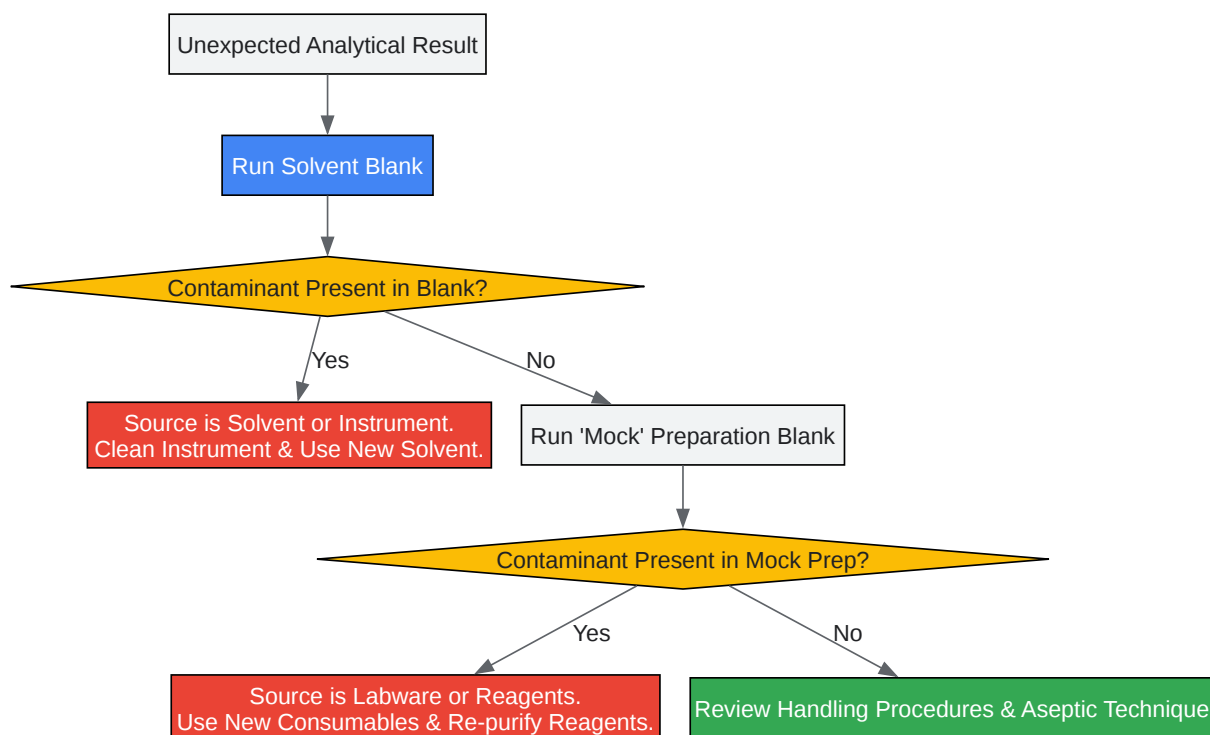 Unexpected Analytical Result
Run Solvent Blank
Contaminant Present in Blank?
Yes
No
Source is Solvent or Instrument.
Clean Instrument & Use New Solvent.
Run 'Mock' Preparation Blank
Contaminant Present in Mock Prep?
Yes
No
Source is Labware or Reagents.
Use New Consumables & Re-purify Reagents.
Review Handling Procedures & Aseptic Technique